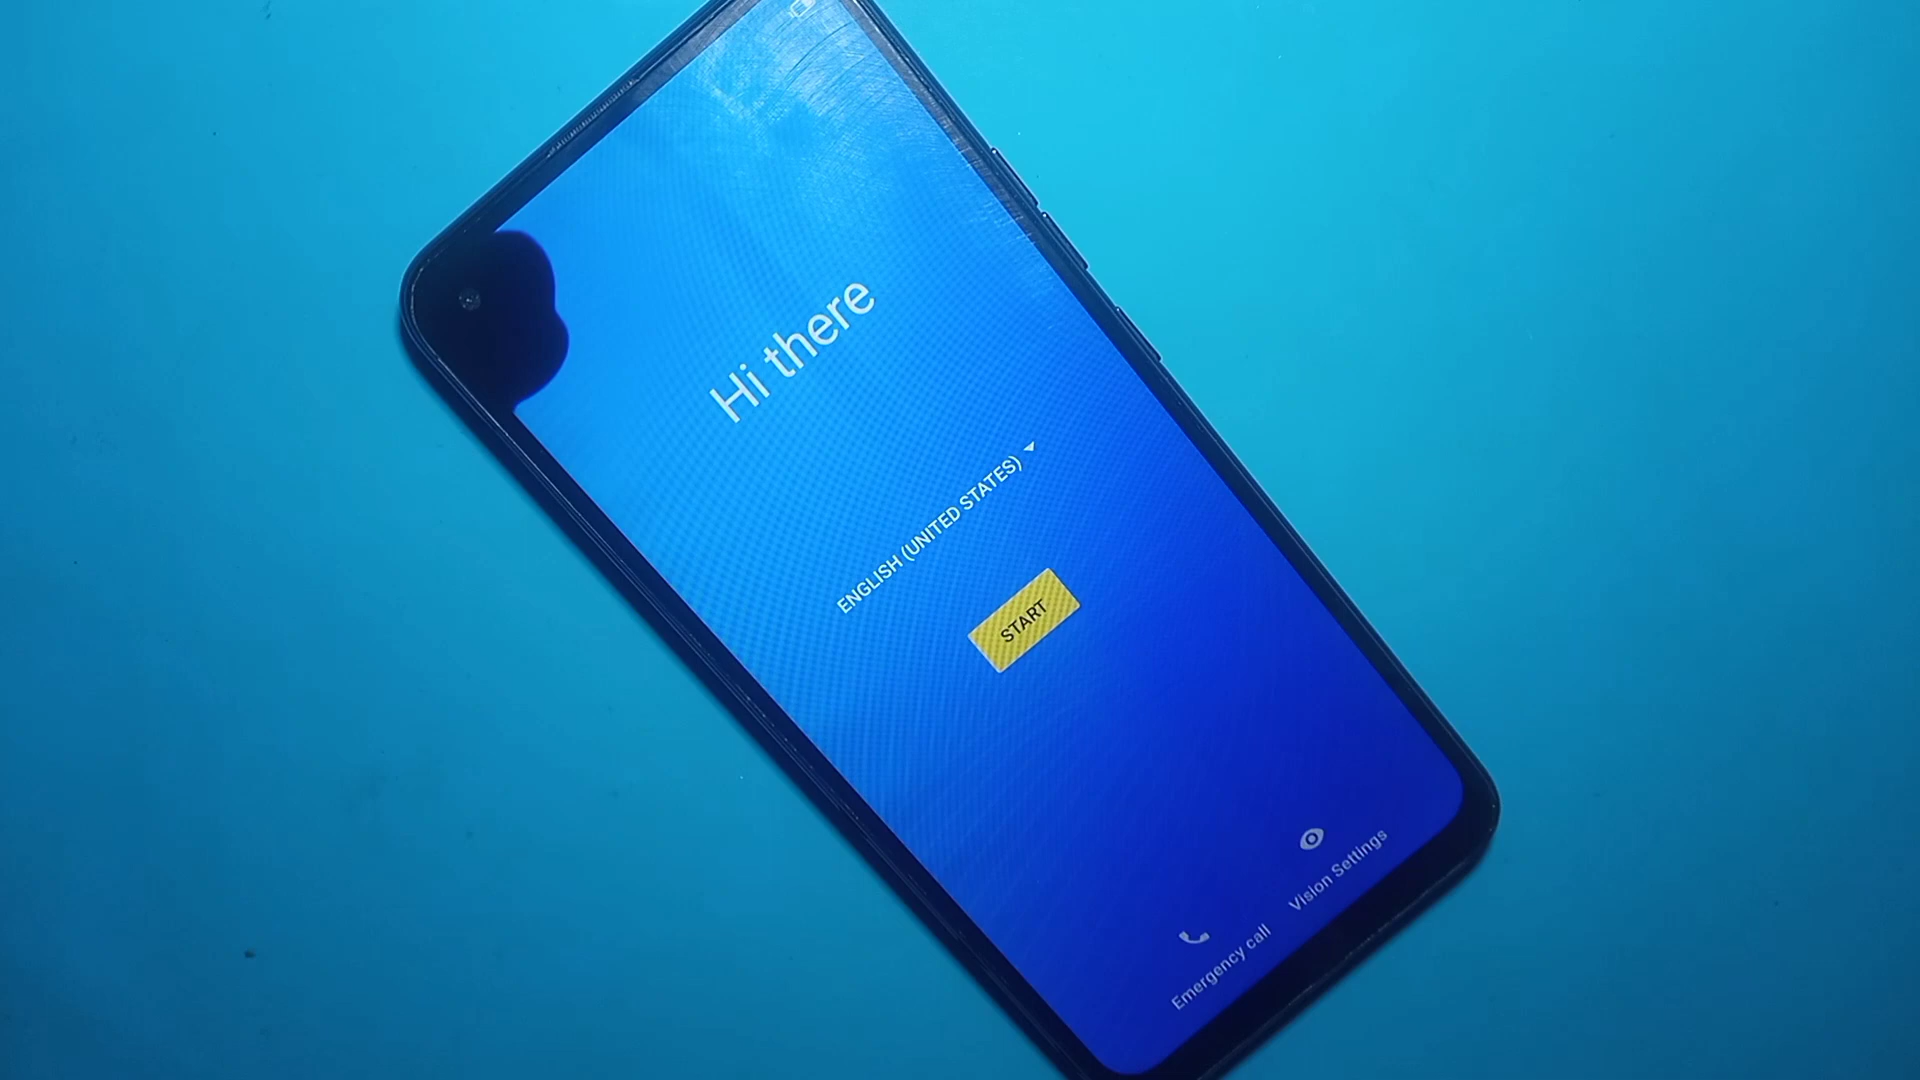 Hi there
ENGLISH (UNITED STATES)
START
Emergency call
Vision Settings